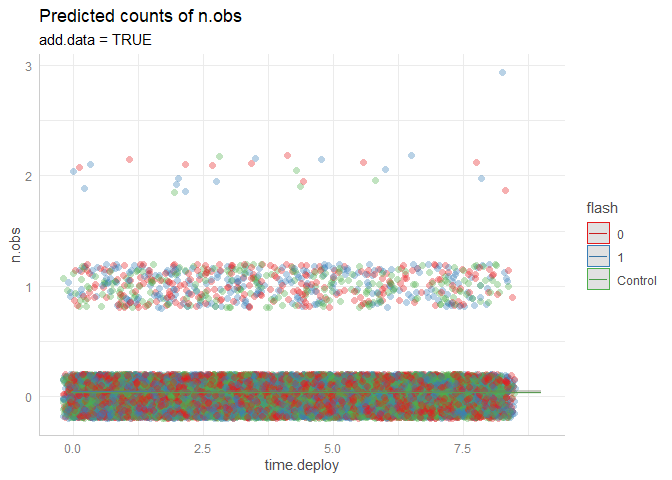 Predicted counts of n.obs
add.data = TRUE
3
2
1
0
n.obs
0.0
2.5
5.0
7.5
time.deploy
flash
0
1
Control